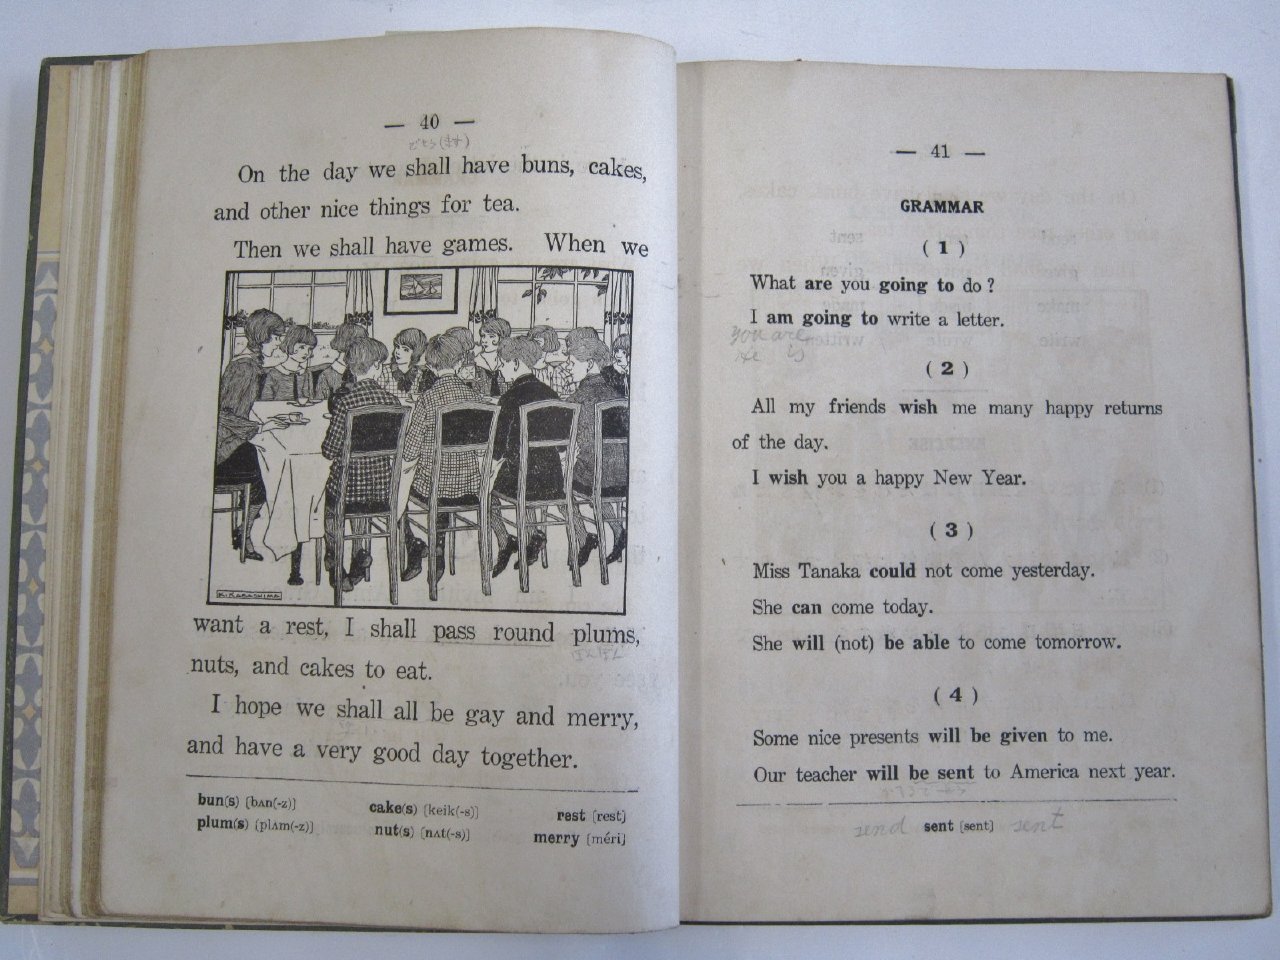 — 40 —
On the day we shall have buns, cakes,
and other nice things for tea.
Then we shall have games. When we
K. KARASHIMA
want a rest, I shall pass round plums,
nuts, and cakes to eat.
I hope we shall all be gay and merry,
and have a very good day together.
bun(s) [bʌn(-z)] cake(s) [keik(-s)] rest [rest]
plum(s) [plʌm(-z)] nut(s) [nʌt(-s)] merry [méri]
— 41 —
GRAMMAR
( 1 )
What are you going to do ?
I am going to write a letter.
you are
He is
( 2 )
All my friends wish me many happy returns
of the day.
I wish you a happy New Year.
( 3 )
Miss Tanaka could not come yesterday.
She can come today.
She will (not) be able to come tomorrow.
( 4 )
Some nice presents will be given to me.
Our teacher will be sent to America next year.
send sent [sent] sent